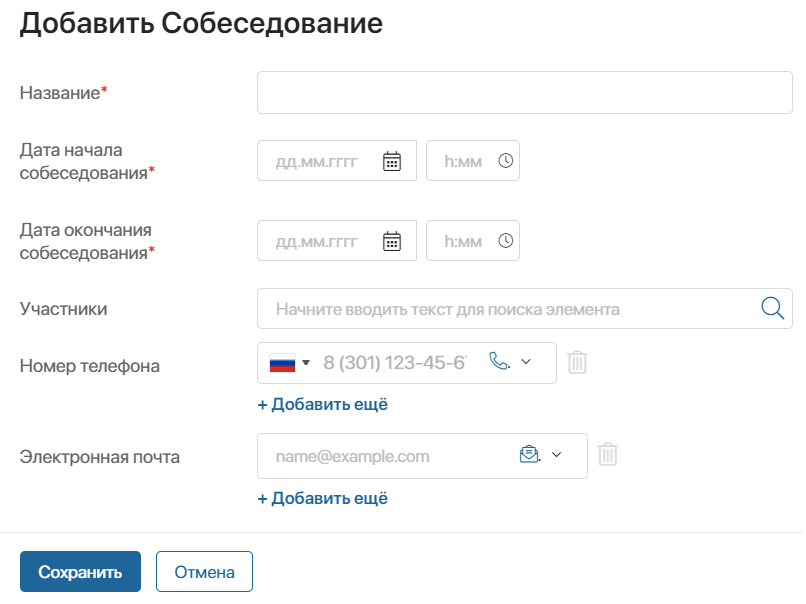 Добавить Собеседование
Название*
Дата начала
собеседования*
дд.мм.гггг
h:мм
Дата окончания
собеседования*
дд.мм.гггг
h:мм
Участники
Начните вводить текст для поиска элемента
Номер телефона
8 (301) 123-45-67
+ Добавить ещё
Электронная почта
name@example.com
+ Добавить ещё
Сохранить
Отмена